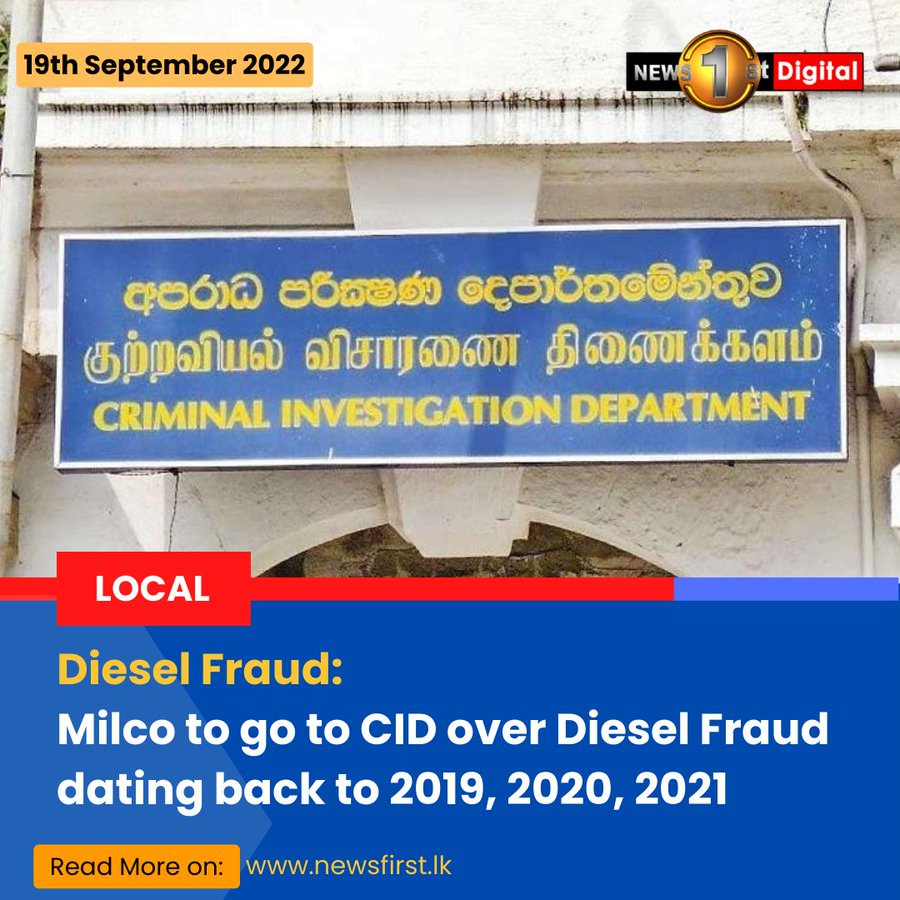 19th September 2022
NEWS 1st Digital
අපරාධ පරීක්ෂණ දෙපාර්තමේන්තුව
குற்றவியல் விசாரணை திணைக்களம்
CRIMINAL INVESTIGATION DEPARTMENT
LOCAL
Diesel Fraud:
Milco to go to CID over Diesel Fraud
dating back to 2019, 2020, 2021
Read More on: www.newsfirst.lk